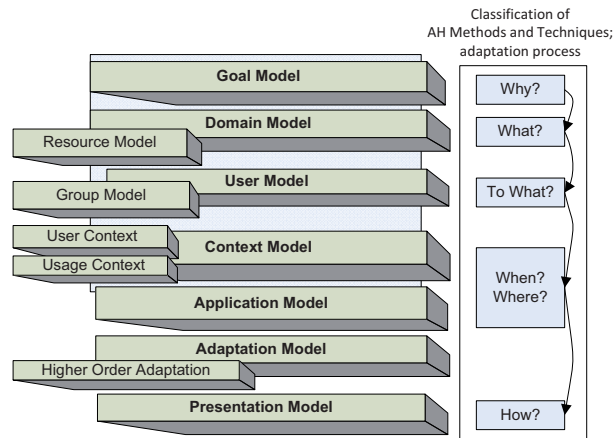 Classification of
AH Methods and Techniques;
adaptation process
Goal Model
Why?
Domain Model
What?
Resource Model
User Model
To What?
Group Model
User Context
Context Model
Usage Context
When?
Where?
Application Model
Adaptation Model
Higher Order Adaptation
Presentation Model
How?